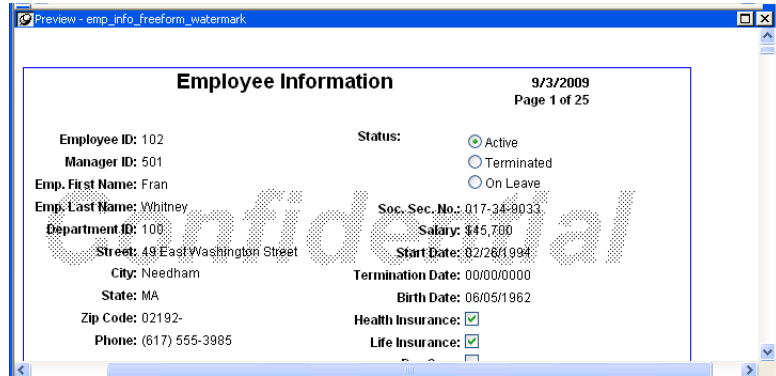 Preview - emp_info_freeform_watermark
Employee Information
9/3/2009
Page 1 of 25
Employee ID: 102
Status:
Active
Manager ID: 501
Terminated
Emp. First Name: Fran
On Leave
Emp. Last Name: Whitney
Soc. Sec. No.: 017-34-9033
Confidential
Department ID: 100
Salary: $45,700
Street: 49 East Washington Street
Start Date: 02/26/1994
City: Needham
Termination Date: 00/00/0000
State: MA
Birth Date: 06/05/1962
Zip Code: 02192-
Health Insurance:
Phone: (617) 555-3985
Life Insurance: